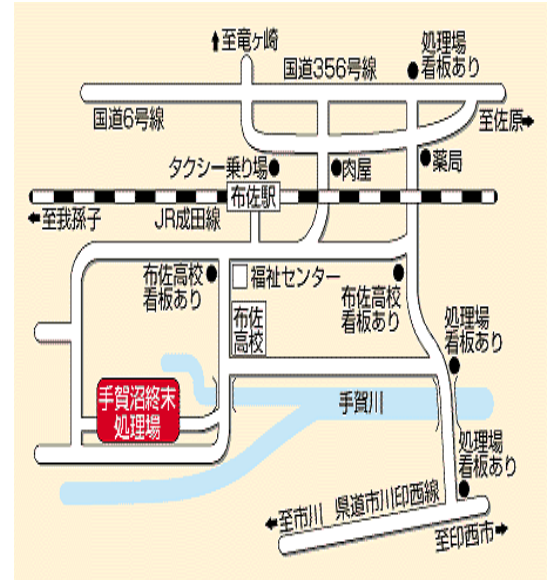 至竜ヶ崎
国道356号線
処理場
看板あり
国道6号線
至佐原
タクシー乗り場
肉屋
薬局
布佐駅
至我孫子
JR成田線
布佐高校
看板あり
福祉センター
布佐高校
看板あり
布佐
高校
処理場
看板あり
手賀沼終末
処理場
手賀川
処理場
看板あり
至市川
県道市川印西線
至印西市